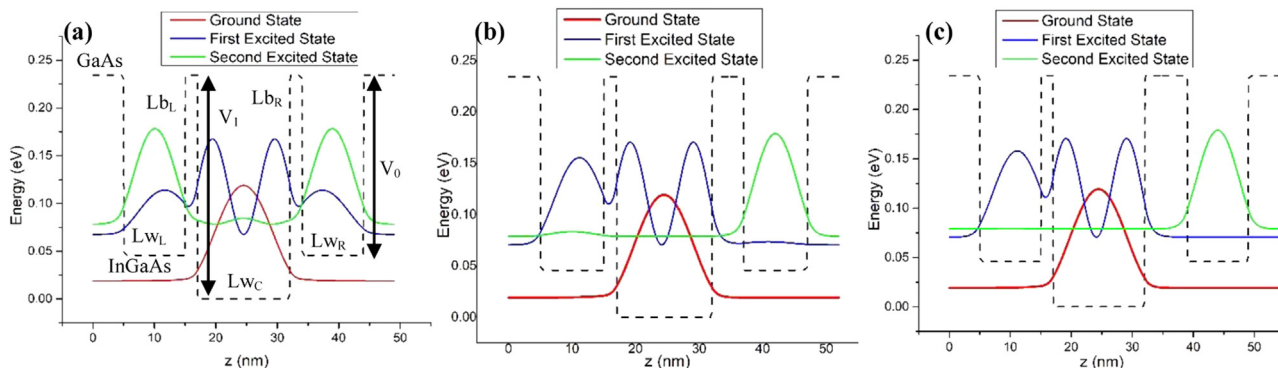 (a)
Ground State
First Excited State
Second Excited State
GaAs
Lb_L
V_1
Lb_R
V_0
Lw_L
Lw_R
InGaAs
Lw_C
Energy (eV)
0.25
0.20
0.15
0.10
0.05
0.00
0 10 20 30 40 50
z (nm)
(b)
Ground State
First Excited State
Second Excited State
Energy (eV)
0.25
0.20
0.15
0.10
0.05
0.00
0 10 20 30 40 50
z (nm)
(c)
Ground State
First Excited State
Second Excited State
Energy (eV)
0.25
0.20
0.15
0.10
0.05
0.00
0 10 20 30 40 50
z (nm)